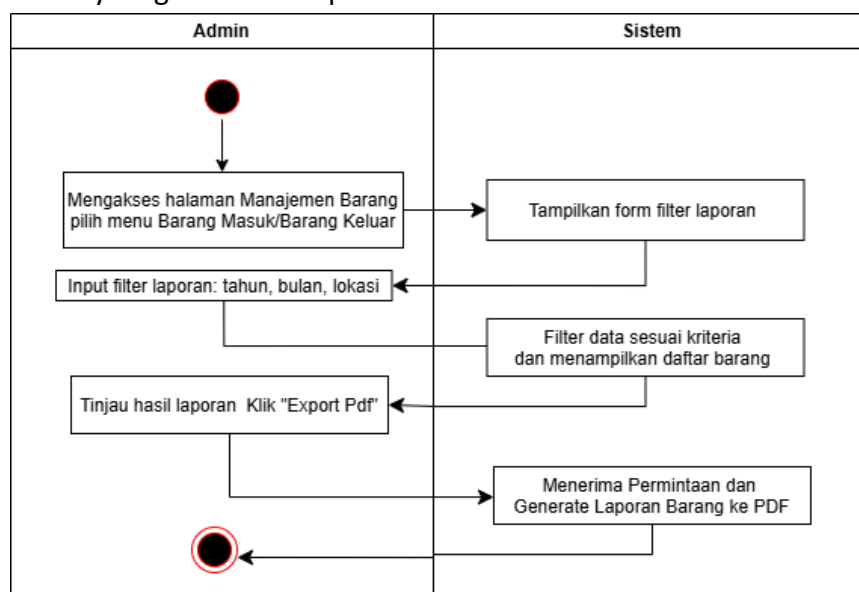 Admin
Sistem
Mengakses halaman Manajemen Barang
pilih menu Barang Masuk/Barang Keluar
Tampilkan form filter laporan
Input filter laporan: tahun, bulan, lokasi
Filter data sesuai kriteria
dan menampilkan daftar barang
Tinjau hasil laporan  Klik "Export Pdf"
Menerima Permintaan dan
Generate Laporan Barang ke PDF